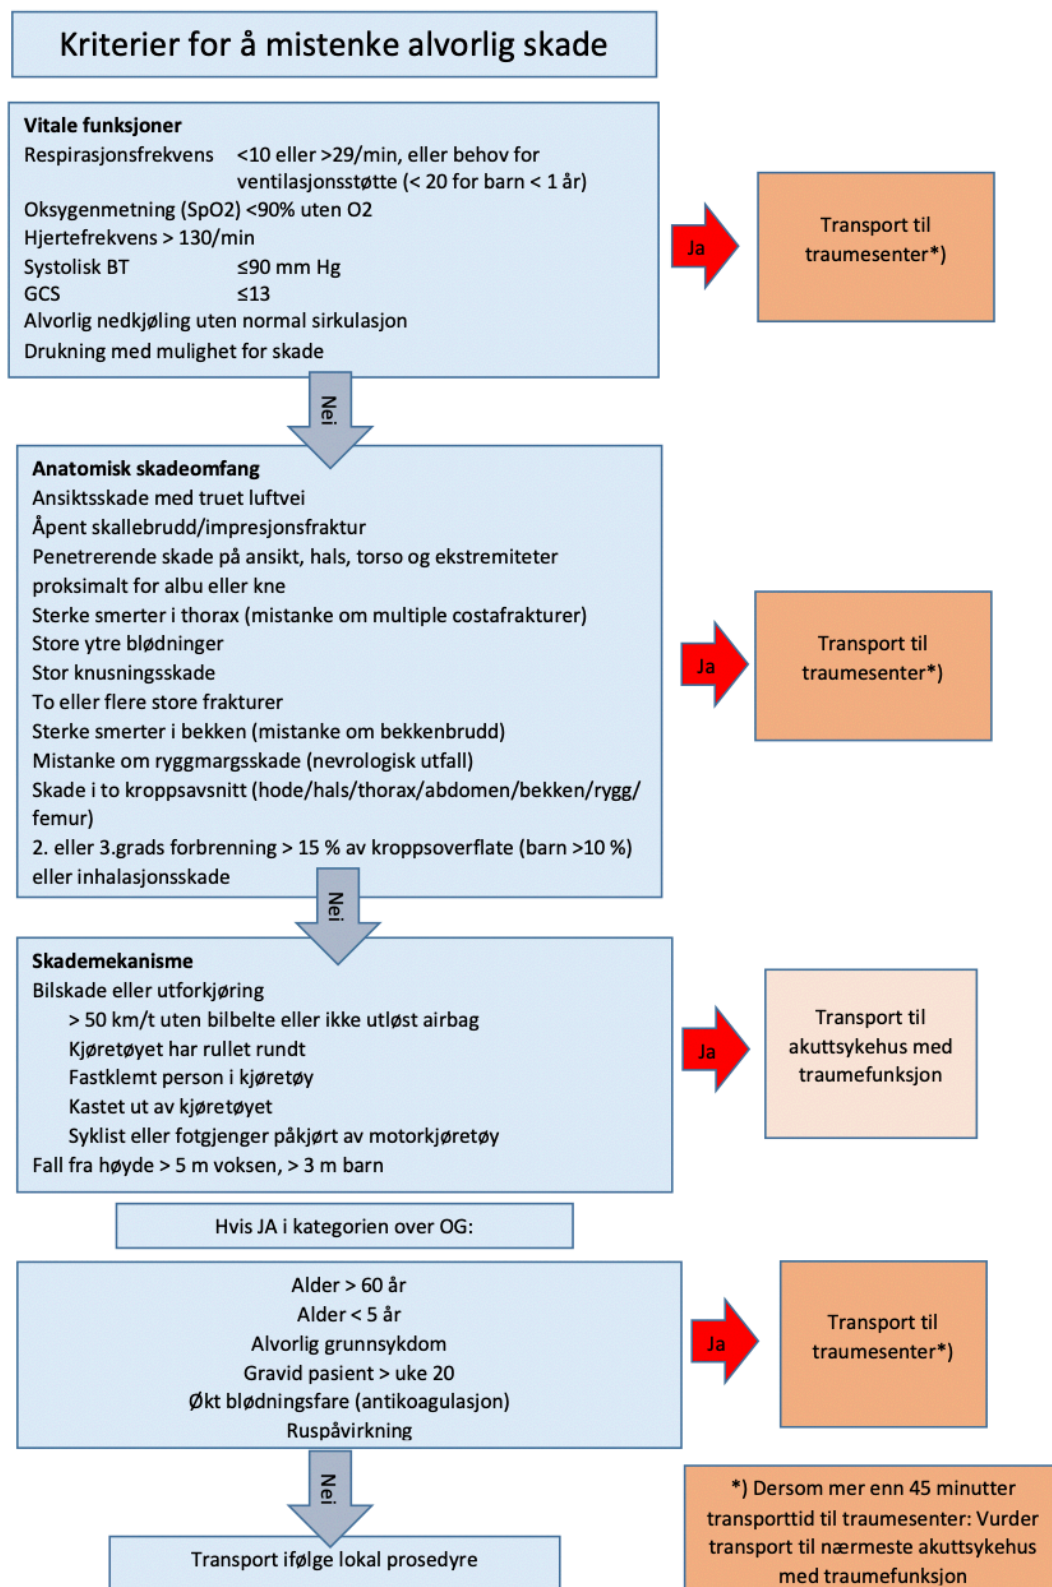 Kriterier for å mistenke alvorlig skade
Vitale funksjoner
Respirasjonsfrekvens <10 eller >29/min, eller behov for
ventilasjonsstøtte (< 20 for barn < 1 år)
Oksygenmetning (SpO2) <90% uten O2
Hjertefrekvens > 130/min
Systolisk BT ≤90 mm Hg
GCS ≤13
Alvorlig nedkjøling uten normal sirkulasjon
Drukning med mulighet for skade
Ja
Transport til
traumesenter*)
Nei
Anatomisk skadeomfang
Ansiktsskade med truet luftvei
Åpent skallebrudd/impresjonsfraktur
Penetrerende skade på ansikt, hals, torso og ekstremiteter
proksimalt for albu eller kne
Sterke smerter i thorax (mistanke om multiple costafrakturer)
Store ytre blødninger
Stor knusningsskade
To eller flere store frakturer
Sterke smerter i bekken (mistanke om bekkenbrudd)
Mistanke om ryggmargsskade (nevrologisk utfall)
Skade i to kroppsavsnitt (hode/hals/thorax/abdomen/bekken/rygg/
femur)
2. eller 3.grads forbrenning > 15 % av kroppsoverflate (barn >10 %)
eller inhalasjonsskade
Ja
Transport til
traumesenter*)
Nei
Skademekanisme
Bilskade eller utforkjøring
> 50 km/t uten bilbelte eller ikke utløst airbag
Kjøretøyet har rullet rundt
Fastklemt person i kjøretøy
Kastet ut av kjøretøyet
Syklist eller fotgjenger påkjørt av motorkjøretøy
Fall fra høyde > 5 m voksen, > 3 m barn
Ja
Transport til
akuttsykehus med
traumefunksjon
Hvis JA i kategorien over OG:
Alder > 60 år
Alder < 5 år
Alvorlig grunnsykdom
Gravid pasient > uke 20
Økt blødningsfare (antikoagulasjon)
Ruspåvirkning
Ja
Transport til
traumesenter*)
Nei
Transport ifølge lokal prosedyre
*) Dersom mer enn 45 minutter
transporttid til traumesenter: Vurder
transport til nærmeste akuttsykehus
med traumefunksjon